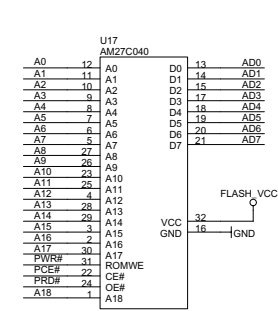 U17
AM27C040
A0 12 A0 D0 13 AD0
A1 11 A1 D1 14 AD1
A2 10 A2 D2 15 AD2
A3 9 A3 D3 17 AD3
A4 8 A4 D4 18 AD4
A5 7 A5 D5 19 AD5
A6 6 A6 D6 20 AD6
A7 5 A7 D7 21 AD7
A8 27 A8
A9 26 A9
A10 23 A10
A11 25 A11
A12 4 A12 FLASH_VCC
A13 28 A13
A14 29 A14
A15 3 A15 VCC 32
A16 2 A16 GND 16 GND
A17 30 A17
PWR# 31 ROMWE
PCE# 22 CE#
PRD# 24 OE#
A18 1 A18